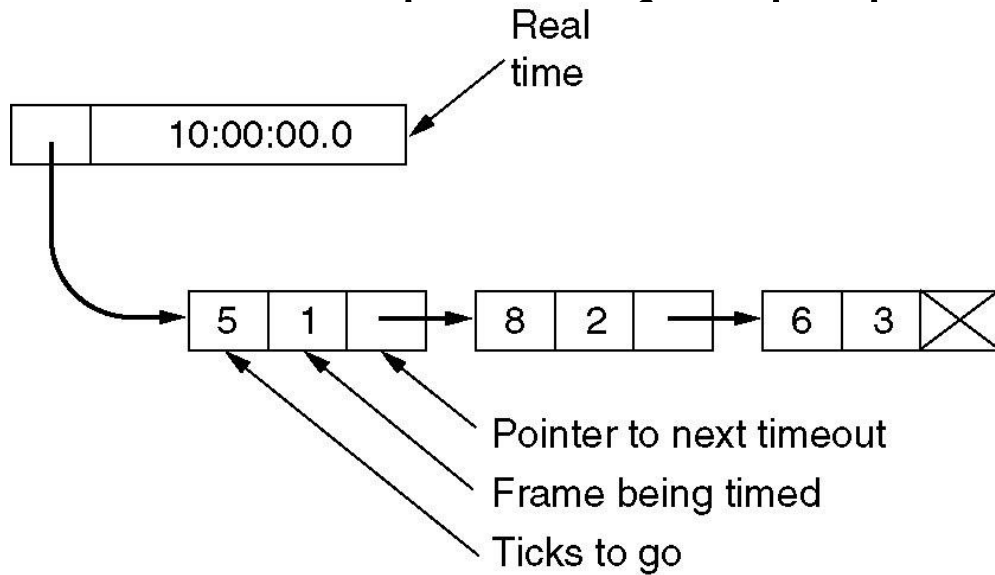 Real
time
10:00:00.0
5 1
8 2
6 3
Pointer to next timeout
Frame being timed
Ticks to go